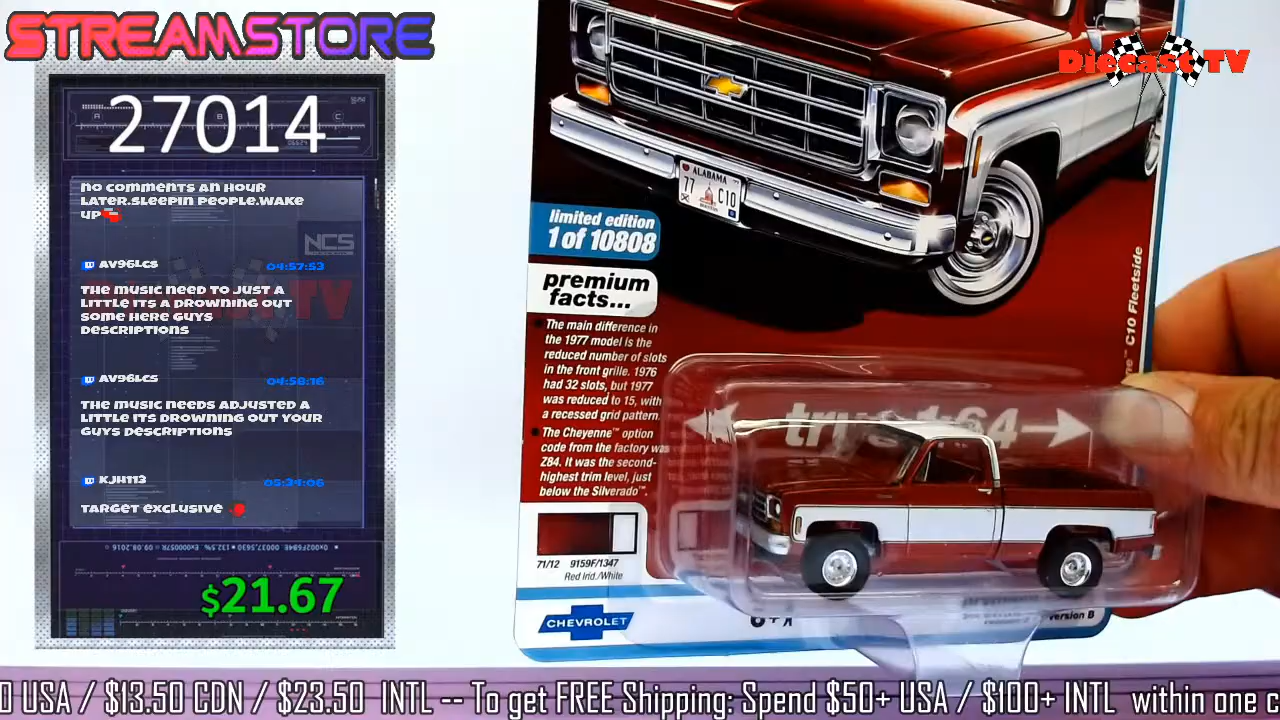 STREAMSTORE
Diecast TV
27014
NO COMMENTS AN HOUR
LATER.SLEEPIN PEOPLE.WAKE
UP
NCS
AV96LCS 04:57:53
THE MUSIC NEED TO JUST A
LITTLE ITS A DROWNING OUT
SOME HERE GUYS
DESCRIPTIONS
AV96LCS 04:58:16
THE MUSIC NEEDS ADJUSTED A
LITTLE ITS DROWNING OUT YOUR
GUYS DESCRIPTIONS
KJH113 05:34:06
TARGET EXCLUSIVE
$21.67
ALABAMA
77 C10
limited edition
1 of 10808
premium
facts...
The main difference in
the 1977 model is the
reduced number of slots
in the front grille. 1976
had 32 slots, but 1977
was reduced to 15, with
a recessed grid pattern.
The Cheyenne™ option
code from the factory was
Z84. It was the second-
highest trim level, just
below the Silverado™.
C10 Fleetside
64
71/12 9159F/1347
Red Irid./White
CHEVROLET
Version B
0 USA / $13.50 CDN / $23.50 INTL -- To get FREE Shipping: Spend $50+ USA / $100+ INTL within one c